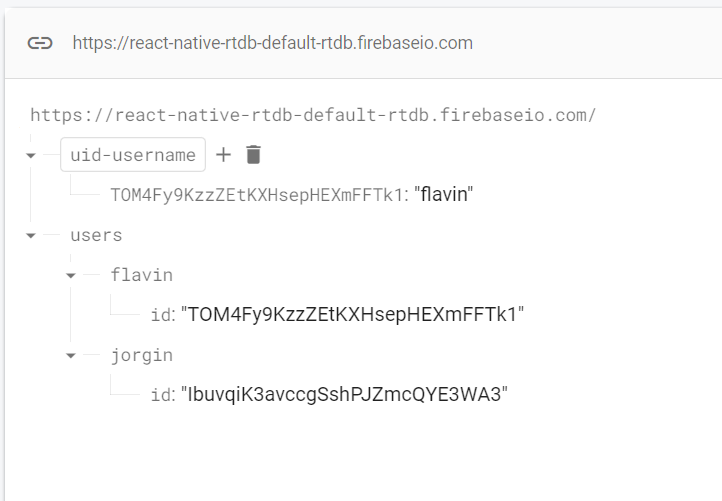 https://react-native-rtdb-default-rtdb.firebaseio.com
https://react-native-rtdb-default-rtdb.firebaseio.com/
uid-username
TOM4Fy9KzzZEtKXHsepHEXmFFTk1: "flavin"
users
flavin
id: "TOM4Fy9KzzZEtKXHsepHEXmFFTk1"
jorgin
id: "IbuvqiK3avccgSshPJZmcQYE3WA3"